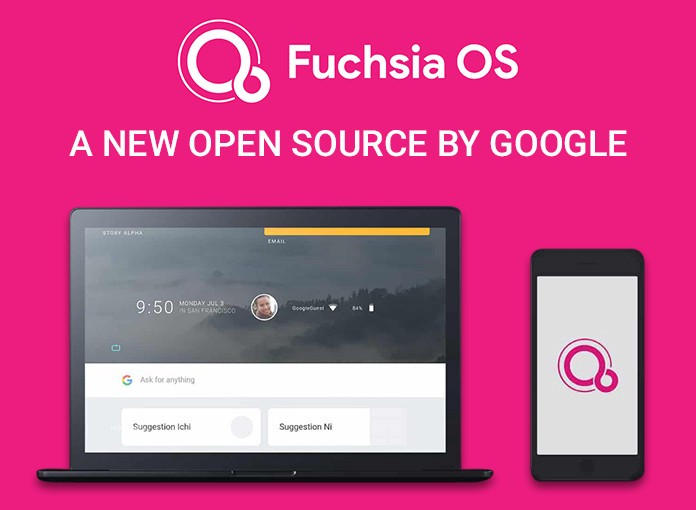 Fuchsia OS
A NEW OPEN SOURCE BY GOOGLE
STORY ALPHA
EMAIL
9:50 MONDAY JUL 3
IN SAN FRANCISCO
GoogleGuest 84%
Ask for anything
Suggestion Ichi
Suggestion Ni